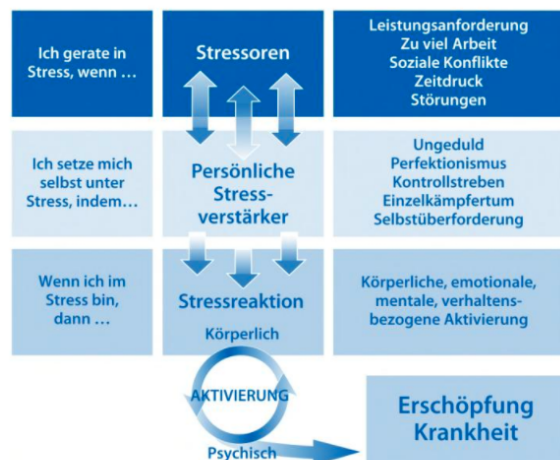 Ich gerate in
Stress, wenn …
Stressoren
Leistungsanforderung
Zu viel Arbeit
Soziale Konflikte
Zeitdruck
Störungen
Ich setze mich
selbst unter
Stress, indem…
Persönliche
Stress-
verstärker
Ungeduld
Perfektionismus
Kontrollstreben
Einzelkämpfertum
Selbstüberforderung
Wenn ich im
Stress bin,
dann …
Stressreaktion
Körperlich
Körperliche, emotionale,
mentale, verhaltens-
bezogene Aktivierung
AKTIVIERUNG
Psychisch
Erschöpfung
Krankheit